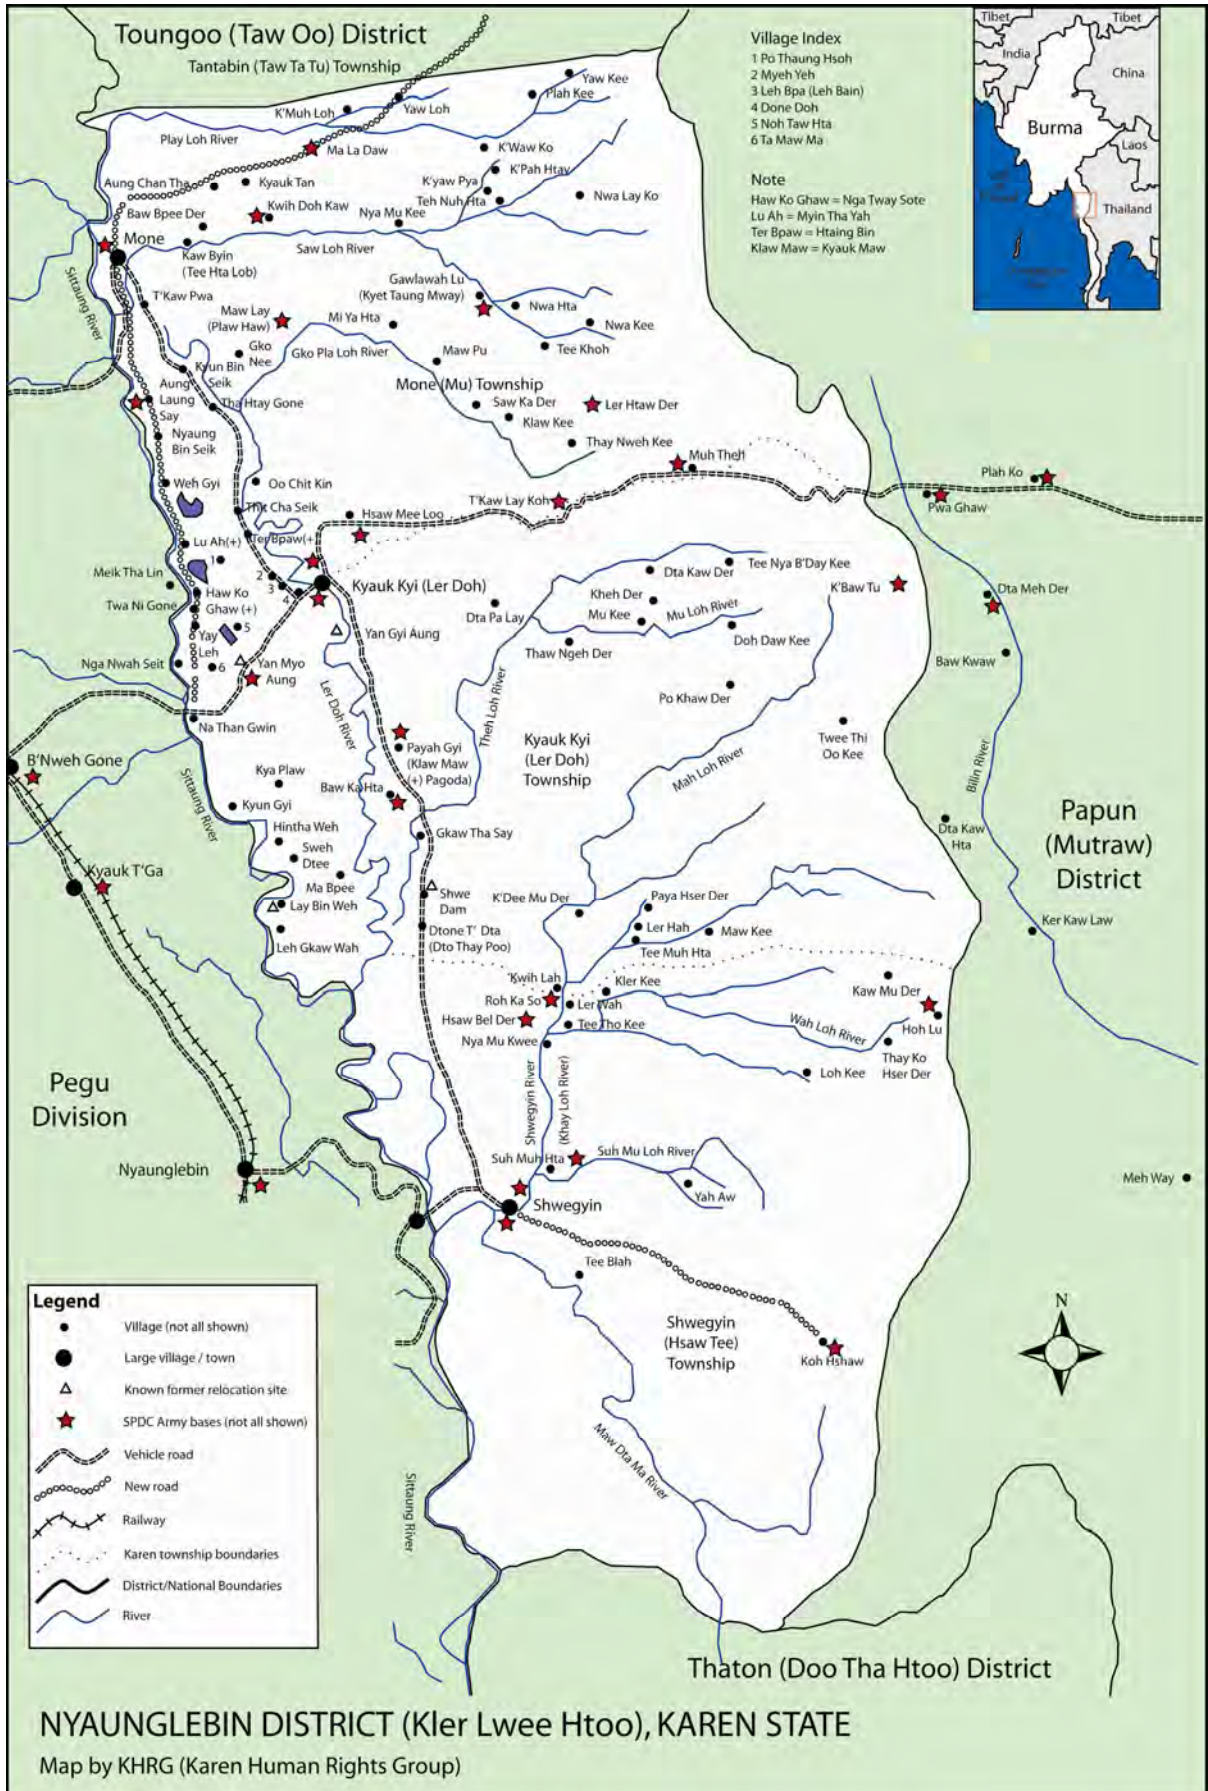 Toungoo (Taw Oo) District
Tantabin (Taw Ta Tu) Township
Village Index
1 Po Thaung Hsoh
2 Myeh Yeh
3 Leh Bpa (Leh Bain)
4 Done Doh
5 Noh Taw Hta
6 Ta Maw Ma
Note
Haw Ko Ghaw = Nga Tway Sote
Lu Ah = Myin Tha Yah
Ter Bpaw = Htaing Bin
Klaw Maw = Kyauk Maw
Tibet
Tibet
India
China
Burma
Laos
Thailand
Yaw Kee
Plah Kee
K'Muh Loh
Yaw Loh
Play Loh River
Ma La Daw
K'Waw Ko
K'Pah Htay
Aung Chan Tha
Kyauk Tan
K'yaw Pya
Teh Nuh Hta
Nwa Lay Ko
Kwih Doh Kaw
Nya Mu Kee
Baw Bpee Der
Mone
Kaw Byin
(Tee Hta Lob)
Saw Loh River
Sittaung River
T'Kaw Pwa
Gawlawah Lu
(Kyet Taung Mway)
Nwa Hta
Maw Lay
(Plaw Haw)
Mi Ya Hta
Nwa Kee
Gko
Nee
Gko Pla Loh River
Maw Pu
Tee Khoh
Kyun Bin
Seik
Aung
Laung
Say
Tha Htay Gone
Mone (Mu) Township
Saw Ka Der
Ler Htaw Der
Klaw Kee
Nyaung
Bin Seik
Thay Nweh Kee
Muh Theh
Plah Ko
Weh Gyi
Oo Chit Kin
T'Kaw Lay Koh
Pwa Ghaw
Thit Cha Seik
Hsaw Mee Loo
Lu Ah(+)
Ter Bpaw(+
1
Meik Tha Lin
2
3
4
Kyauk Kyi (Ler Doh)
Dta Kaw Der
Tee Nya B'Day Kee
K'Baw Tu
Dta Meh Der
Haw Ko
Ghaw (+)
Twa Ni Gone
Kheh Der
Dta Pa Lay
Mu Kee
Mu Loh River
Yay
Leh
5
Yan Gyi Aung
Doh Daw Kee
Thaw Ngeh Der
Baw Kwaw
Nga Nwah Seit
6
Yan Myo
Aung
Ler Doh River
Theh Loh River
Po Khaw Der
Na Than Gwin
Twee Thi
Oo Kee
Kyauk Kyi
(Ler Doh)
Township
Payah Gyi
(Klaw Maw
(+) Pagoda)
Mah Loh River
Bilin River
B'Nweh Gone
Sittaung River
Kya Plaw
Baw Ka Hta
Kyun Gyi
Papun
(Mutraw)
District
Dta Kaw
Hta
Hintha Weh
Gkaw Tha Say
Sweh
Dtee
Kyauk T'Ga
Ma Bpee
Shwe
Dam
K'Dee Mu Der
Paya Hser Der
Lay Bin Weh
Ler Hah
Maw Kee
Ker Kaw Law
Dtone T' Dta
(Dto Thay Poo)
Leh Gkaw Wah
Tee Muh Hta
Kwih Lah
Kler Kee
Kaw Mu Der
Roh Ka So
Ler Wah
Hsaw Bel Der
Tee Tho Kee
Wah Loh River
Hoh Lu
Nya Mu Kwee
Thay Ko
Hser Der
Loh Kee
Pegu
Division
Shwegyin River
(Khay Loh River)
Nyaunglebin
Suh Muh Hta
Suh Mu Loh River
Yah Aw
Meh Way
Shwegyin
Tee Blah
Shwegyin
(Hsaw Tee)
Township
Koh Hshaw
N
Maw Dta Ma River
Sittaung River
Legend
Village (not all shown)
Large village / town
Known former relocation site
SPDC Army bases (not all shown)
Vehicle road
New road
Railway
Karen township boundaries
District/National Boundaries
River
Thaton (Doo Tha Htoo) District
NYAUNGLEBIN DISTRICT (Kler Lwee Htoo), KAREN STATE
Map by KHRG (Karen Human Rights Group)